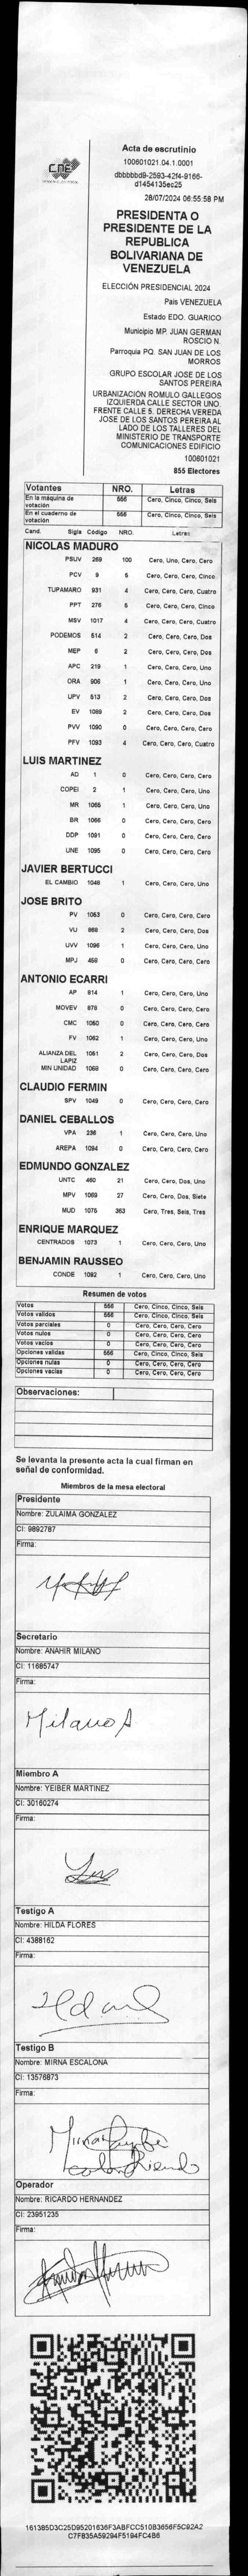 CNE
Acta de escrutinio
100601021.04.1.0001
dbbbbbd9-2593-42f4-9166-
d1454135ec25
28/07/2024 06:55:58 PM
PRESIDENTA O
PRESIDENTE DE LA
REPUBLICA
BOLIVARIANA DE
VENEZUELA
ELECCIÓN PRESIDENCIAL 2024
País VENEZUELA
Estado EDO. GUARICO
Municipio MP. JUAN GERMAN
ROSCIO N.
Parroquia PQ. SAN JUAN DE LOS
MORROS
GRUPO ESCOLAR JOSE DE LOS
SANTOS PEREIRA
URBANIZACIÓN ROMULO GALLEGOS
IZQUIERDA CALLE SECTOR UNO.
FRENTE CALLE 5. DERECHA VEREDA
JOSE DE LOS SANTOS PEREIRA AL
LADO DE LOS TALLERES DEL
MINISTERIO DE TRANSPORTE
COMUNICACIONES EDIFICIO
100601021
855 Electores
Votantes NRO. Letras
En la máquina de votación 556 Cero, Cinco, Cinco, Seis
En el cuaderno de votación 556 Cero, Cinco, Cinco, Seis
Cand. Sigla Código NRO. Letras
NICOLAS MADURO
PSUV 269 100 Cero, Uno, Cero, Cero
PCV 9 5 Cero, Cero, Cero, Cinco
TUPAMARO 931 4 Cero, Cero, Cero, Cuatro
PPT 276 5 Cero, Cero, Cero, Cinco
MSV 1017 4 Cero, Cero, Cero, Cuatro
PODEMOS 514 2 Cero, Cero, Cero, Dos
MEP 6 2 Cero, Cero, Cero, Dos
APC 219 1 Cero, Cero, Cero, Uno
ORA 906 1 Cero, Cero, Cero, Uno
UPV 513 2 Cero, Cero, Cero, Dos
EV 1089 2 Cero, Cero, Cero, Dos
PVV 1090 0 Cero, Cero, Cero, Cero
PFV 1093 4 Cero, Cero, Cero, Cuatro
LUIS MARTINEZ
AD 1 0 Cero, Cero, Cero, Cero
COPEI 2 1 Cero, Cero, Cero, Uno
MR 1065 1 Cero, Cero, Cero, Uno
BR 1066 0 Cero, Cero, Cero, Cero
DDP 1091 0 Cero, Cero, Cero, Cero
UNE 1095 0 Cero, Cero, Cero, Cero
JAVIER BERTUCCI
EL CAMBIO 1048 1 Cero, Cero, Cero, Uno
JOSE BRITO
PV 1053 0 Cero, Cero, Cero, Cero
VU 868 2 Cero, Cero, Cero, Dos
UVV 1096 1 Cero, Cero, Cero, Uno
MPJ 458 0 Cero, Cero, Cero, Cero
ANTONIO ECARRI
AP 814 1 Cero, Cero, Cero, Uno
MOVEV 878 0 Cero, Cero, Cero, Cero
CMC 1050 0 Cero, Cero, Cero, Cero
FV 1062 1 Cero, Cero, Cero, Uno
ALIANZA DEL LAPIZ 1051 2 Cero, Cero, Cero, Dos
MIN UNIDAD 1069 0 Cero, Cero, Cero, Cero
CLAUDIO FERMIN
SPV 1049 0 Cero, Cero, Cero, Cero
DANIEL CEBALLOS
VPA 236 1 Cero, Cero, Cero, Uno
AREPA 1094 0 Cero, Cero, Cero, Cero
EDMUNDO GONZALEZ
UNTC 460 21 Cero, Cero, Dos, Uno
MPV 1069 27 Cero, Cero, Dos, Siete
MUD 1075 363 Cero, Tres, Seis, Tres
ENRIQUE MARQUEZ
CENTRADOS 1073 1 Cero, Cero, Cero, Uno
BENJAMIN RAUSSEO
CONDE 1092 1 Cero, Cero, Cero, Uno
Resumen de votos
Votos 556 Cero, Cinco, Cinco, Seis
Votos validos 556 Cero, Cinco, Cinco, Seis
Votos parciales 0 Cero, Cero, Cero, Cero
Votos nulos 0 Cero, Cero, Cero, Cero
Votos vacios 0 Cero, Cero, Cero, Cero
Opciones validas 556 Cero, Cinco, Cinco, Seis
Opciones nulas 0 Cero, Cero, Cero, Cero
Opciones vacias 0 Cero, Cero, Cero, Cero
Observaciones:
Se levanta la presente acta la cual firman en
señal de conformidad.
Miembros de la mesa electoral
Presidente
Nombre: ZULAIMA GONZALEZ
CI: 9892787
Firma:
Secretario
Nombre: ANAHIR MILANO
CI: 11685747
Firma:
Milano A
Miembro A
Nombre: YEIBER MARTINEZ
CI: 30160274
Firma:
Testigo A
Nombre: HILDA FLORES
CI: 4388162
Firma:
Testigo B
Nombre: MIRNA ESCALONA
CI: 13576873
Firma:
Mirna
Operador
Nombre: RICARDO HERNANDEZ
CI: 23951235
Firma:
161385D3C25D95201636F3ABFCC510B3656F5C92A2
C7F835A59294F5194FC4B6